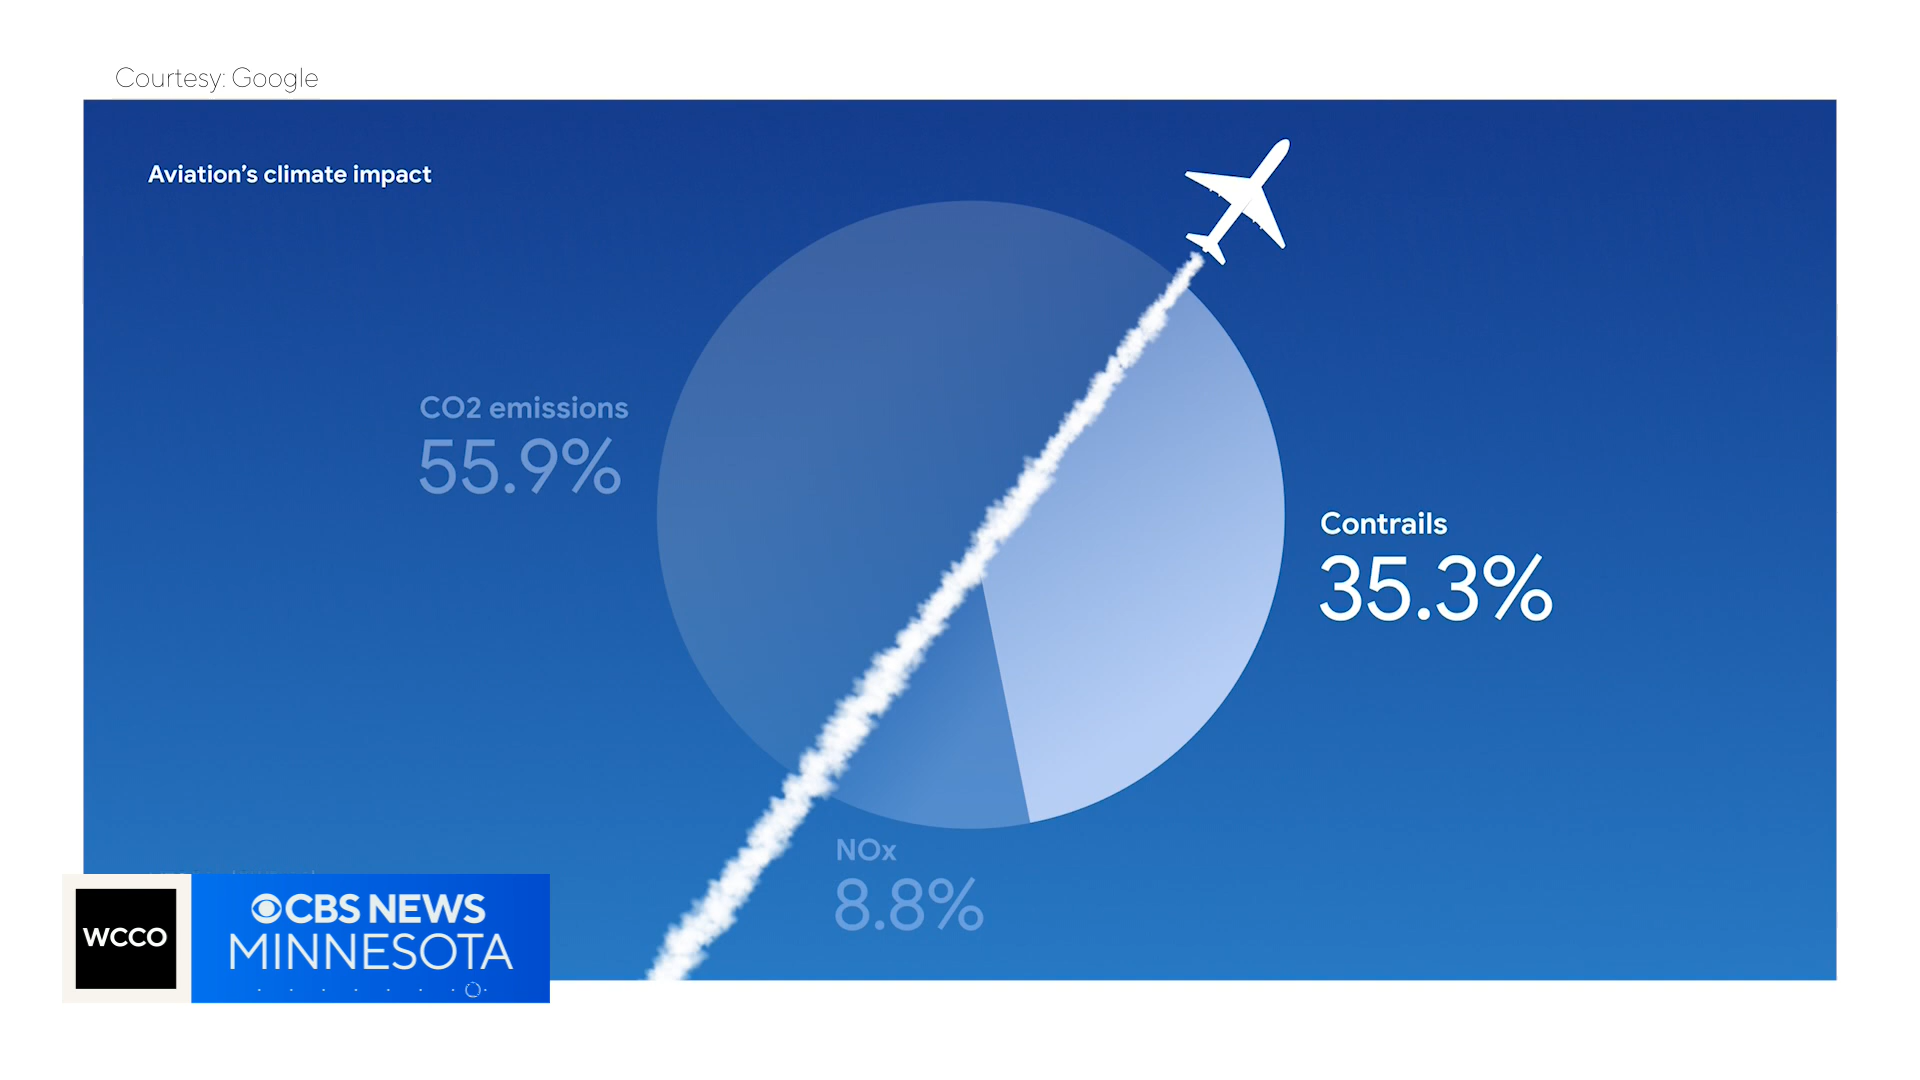 Courtesy: Google
Aviation's climate impact
CO2 emissions
55.9%
Contrails
35.3%
NOx
8.8%
WCCO
CBS NEWS
MINNESOTA